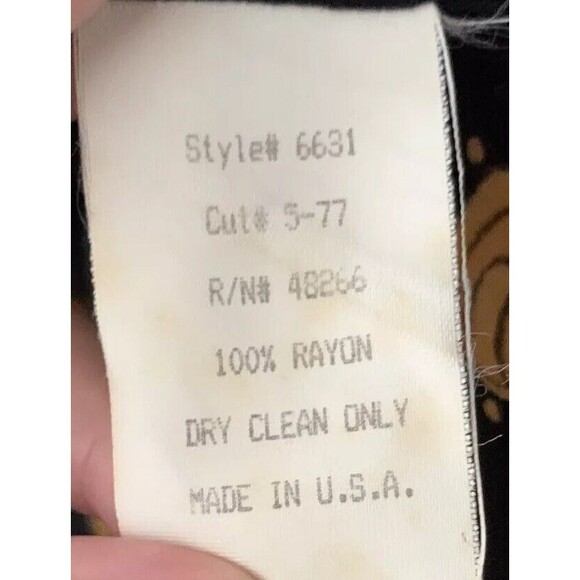 Style# 6631
Cut# 5-77
R/N# 48266
100% RAYON
DRY CLEAN ONLY
MADE IN U.S.A.